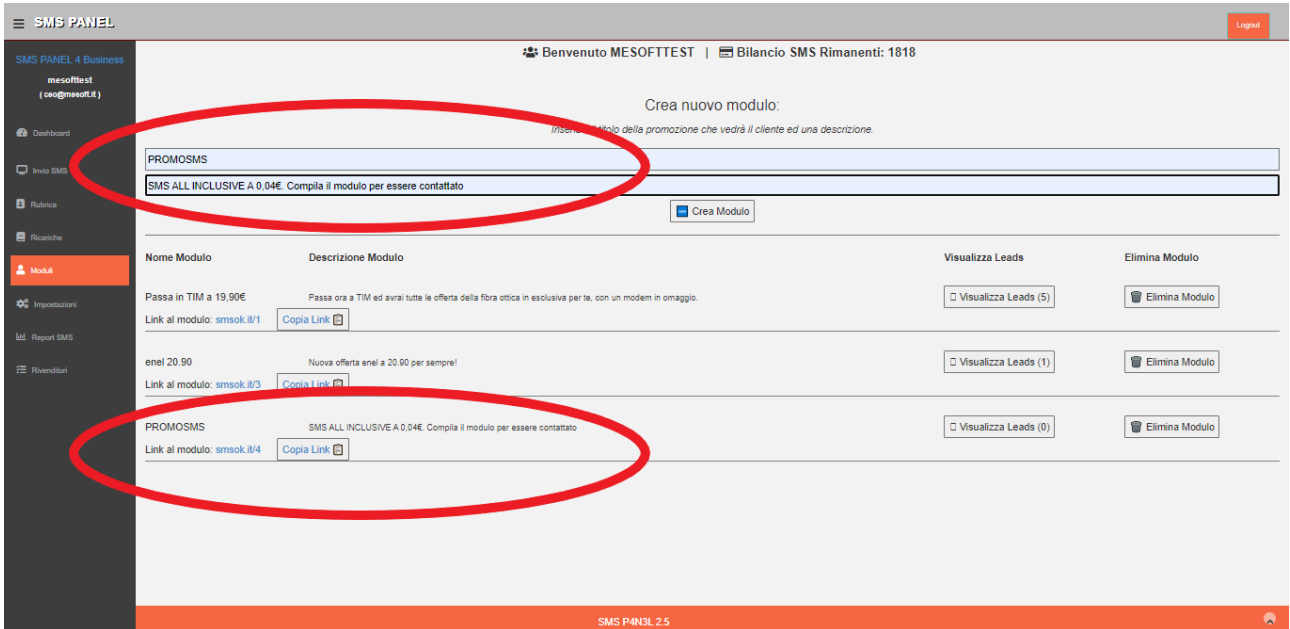 SMS PANEL
Logout
SMS PANEL 4 Business
mesofttest
( ceo@mesoft.it )
Dashboard
Invio SMS
Rubrica
Ricariche
Moduli
Impostazioni
Report SMS
Rivenditori
Benvenuto MESOFTTEST | Bilancio SMS Rimanenti: 1818
Crea nuovo modulo:
titolo della promozione che vedrà il cliente ed una descrizione.
PROMOSMS
SMS ALL INCLUSIVE A 0,04€. Compila il modulo per essere contattato
Crea Modulo
Nome Modulo Descrizione Modulo Visualizza Leads Elimina Modulo
Passa in TIM a 19,90€ Passa ora a TIM ed avrai tutte le offerta della fibra ottica in esclusiva per te, con un modem in omaggio. Visualizza Leads (5) Elimina Modulo
Link al modulo: smsok.it/1 Copia Link
enel 20.90 Nuova offerta enel a 20.90 per sempre! Visualizza Leads (1) Elimina Modulo
Link al modulo: smsok.it/3 Copia Link
PROMOSMS SMS ALL INCLUSIVE A 0,04€. Compila il modulo per essere contattato Visualizza Leads (0) Elimina Modulo
Link al modulo: smsok.it/4 Copia Link
SMS P4N3L 2.5